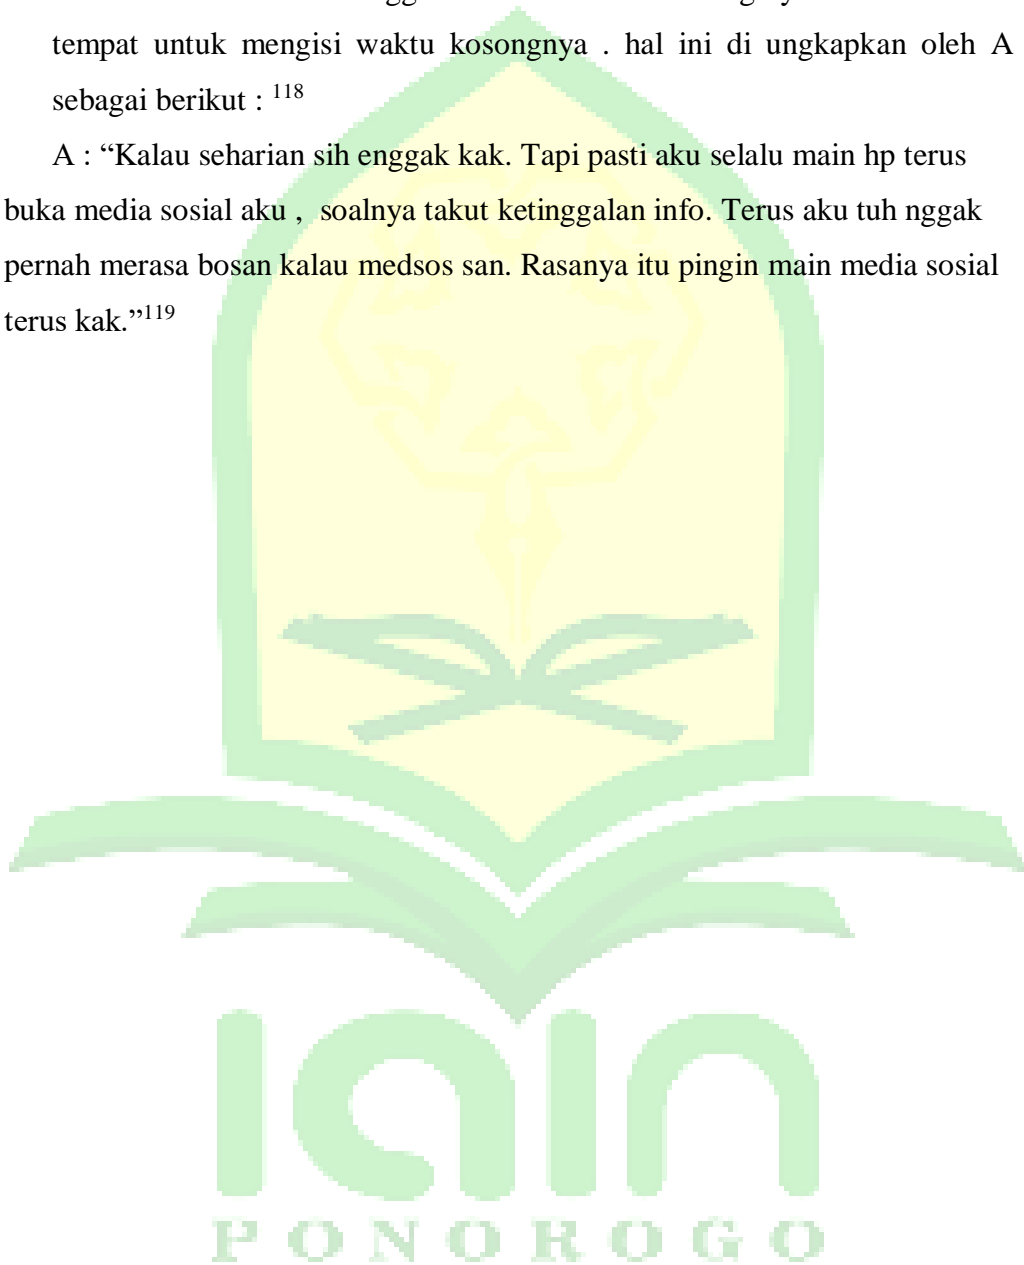 tempat untuk mengisi waktu kosongnya . hal ini di ungkapkan oleh A
sebagai berikut : 118
A : “Kalau seharian sih enggak kak. Tapi pasti aku selalu main hp terus
buka media sosial aku , soalnya takut ketinggalan info. Terus aku tuh nggak
pernah merasa bosan kalau medsos san. Rasanya itu pingin main media sosial
terus kak.”119
iain
PONOROGO